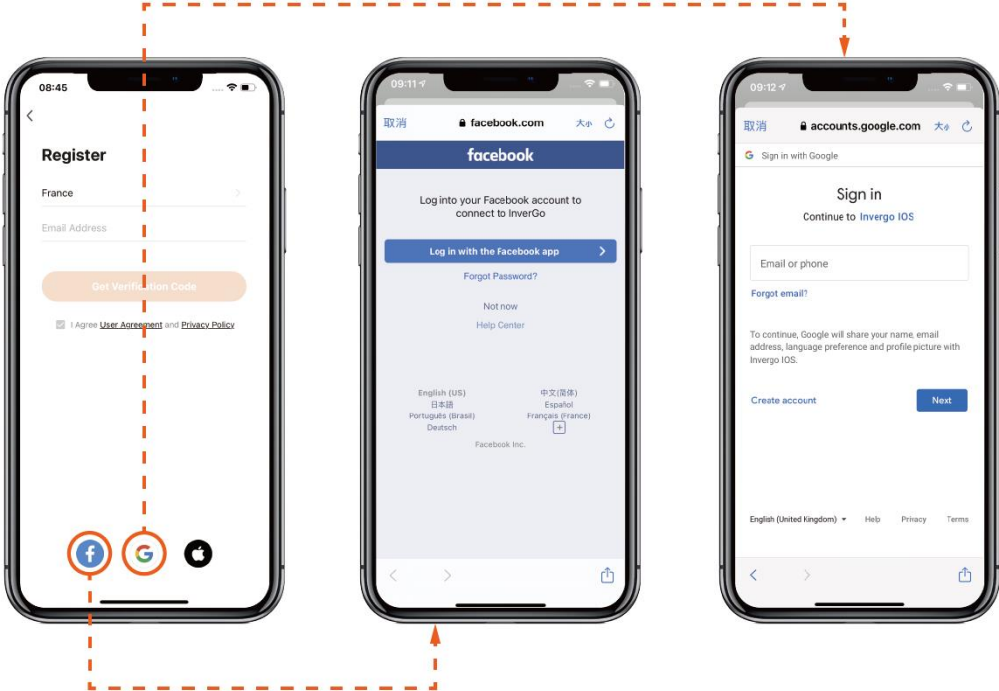 08:45
Register
France
Email Address
Get Verification Code
I Agree User Agreement and Privacy Policy
09:11
取消
facebook.com
大小
facebook
Log into your Facebook account to
connect to InverGo
Log in with the Facebook app
Forgot Password?
Not now
Help Center
English (US)
中文(简体)
日本語
Español
Português (Brasil)
Français (France)
Deutsch
Facebook Inc.
09:12
取消
accounts.google.com
大小
Sign in with Google
Sign in
Continue to Invergo IOS
Email or phone
Forgot email?
To continue, Google will share your name, email
address, language preference and profile picture with
Invergo IOS.
Create account
Next
English (United Kingdom)
Help
Privacy
Terms